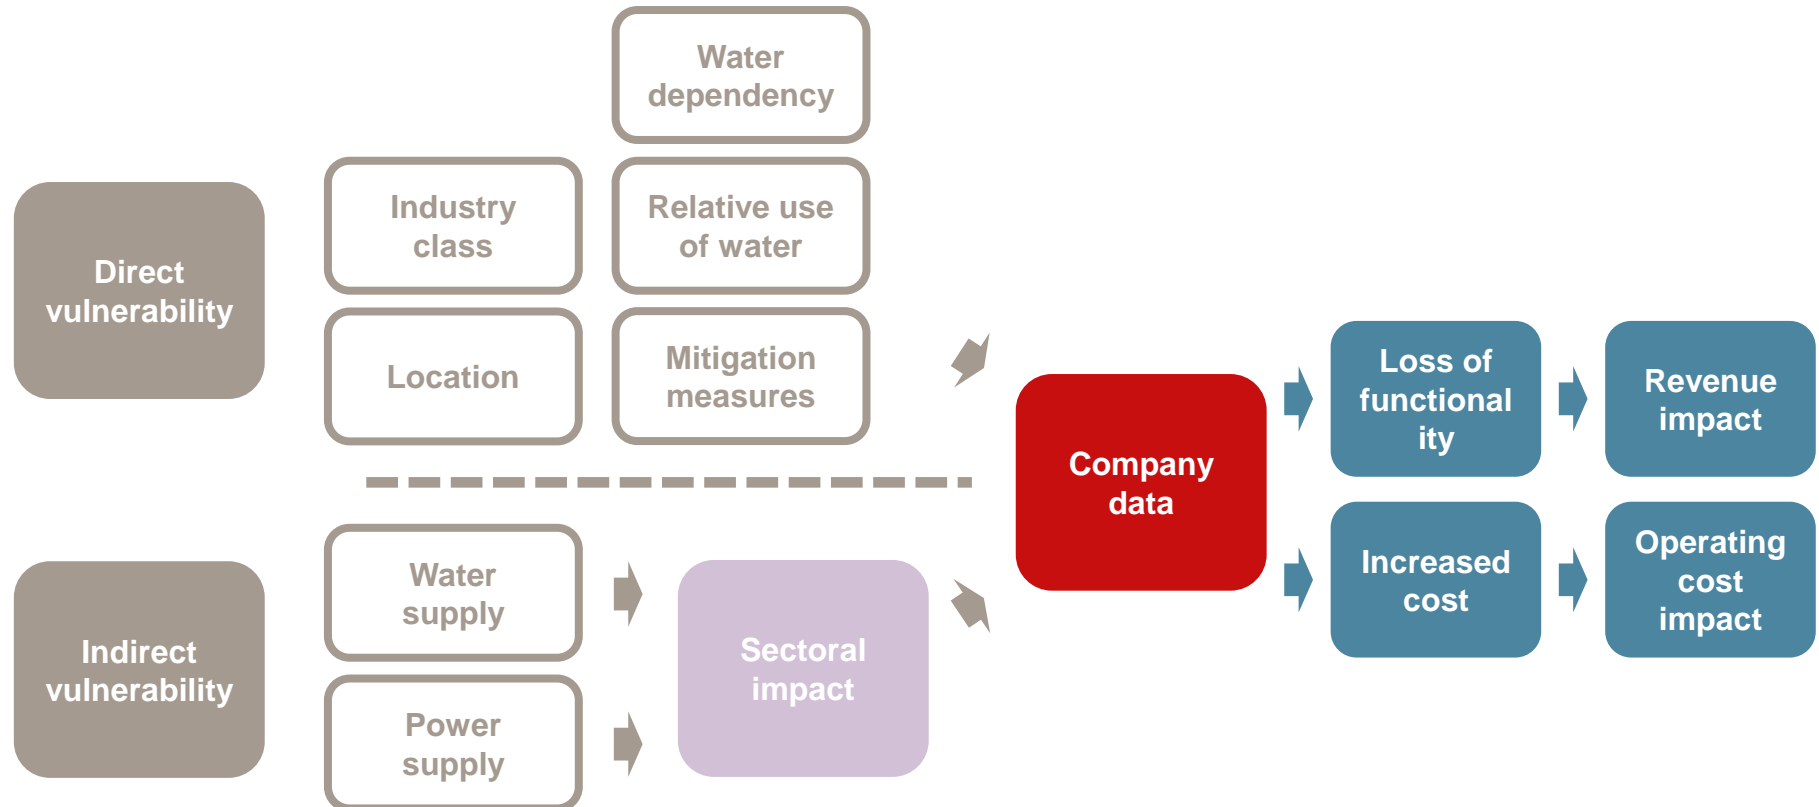 Water
dependency
Industry
class
Relative use
of water
Direct
vulnerability
Location
Mitigation
measures
Company
data
Loss of
functional
ity
Revenue
impact
Increased
cost
Operating
cost
impact
Indirect
vulnerability
Water
supply
Power
supply
Sectoral
impact